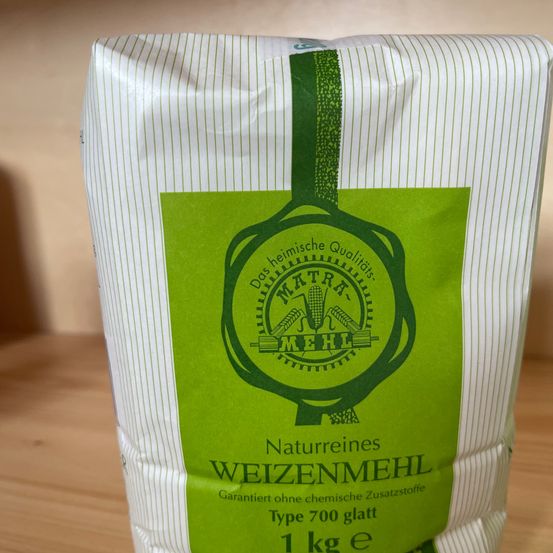 Das heimische Qualitäts-
MATRA-
MEHL
Naturreines
WEIZENMEHL
Garantiert ohne chemische Zusatzstoffe
Type 700 glatt
1 kg e